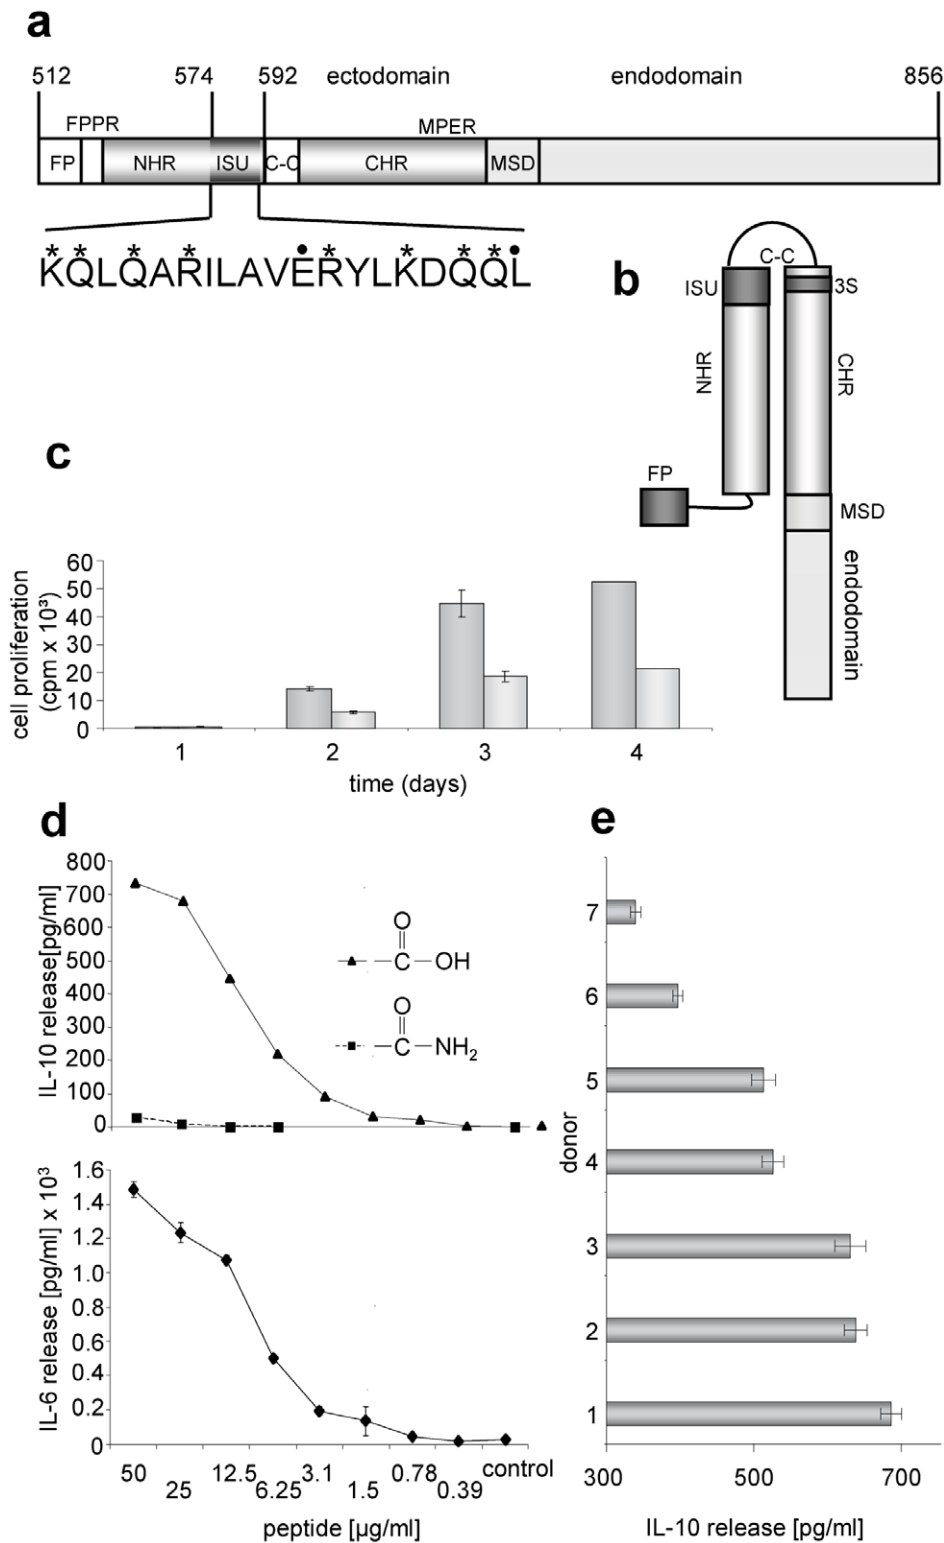 a
512 574 592 ectodomain endodomain 856
FPPR MPER
FP NHR ISU C-C CHR MSD
* * * * • * * * * •
KQLQARILAVERYLKDQQL
b
C-C
ISU 3S
NHR CHR
FP
MSD
endodomain
c
cell proliferation
(cpm x 10³)
60
50
40
30
20
10
0
1 2 3 4
time (days)
d
IL-10 release[pg/ml]
800
700
600
500
400
300
200
100
0
O
C OH
O
C NH₂
IL-6 release [pg/ml] x 10³
1.6
1.4
1.2
1.0
0.8
0.6
0.4
0.2
0
50 25 12.5 6.25 3.1 1.5 0.78 0.39 control
peptide [µg/ml]
e
donor
7
6
5
4
3
2
1
300 500 700
IL-10 release [pg/ml]